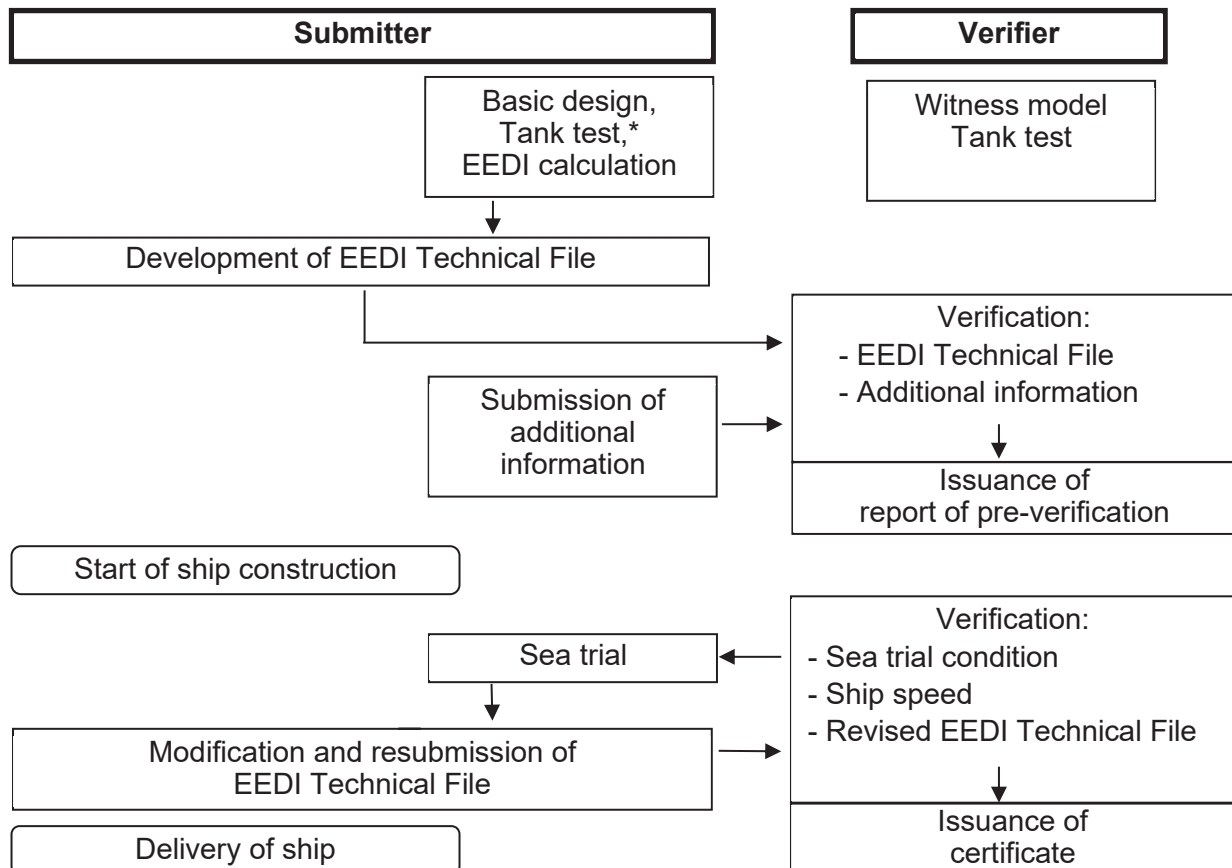 Submitter
Verifier
Basic design,
Tank test,*
EEDI calculation
Witness model
Tank test
Development of EEDI Technical File
Verification:
- EEDI Technical File
- Additional information
Submission of
additional
information
Issuance of
report of pre-verification
Start of ship construction
Verification:
- Sea trial condition
- Ship speed
- Revised EEDI Technical File
Sea trial
Modification and resubmission of
EEDI Technical File
Issuance of
certificate
Delivery of ship